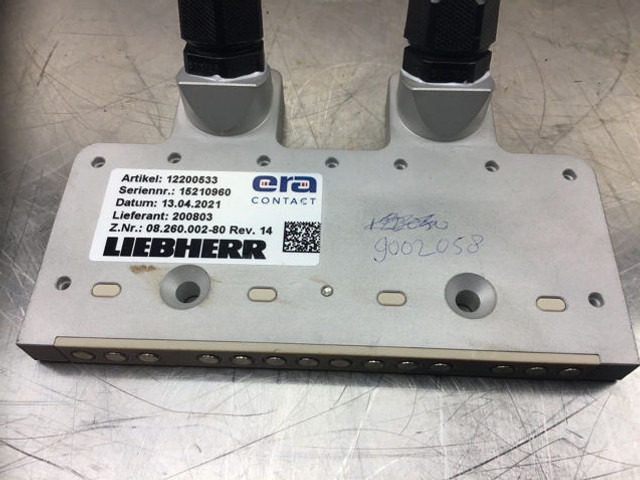 Artikel: 12200533
Seriennr.: 15210960
Datum: 13.04.2021
Lieferant: 200803
Z.Nr.: 08.260.002-80 Rev. 14
LIEBHERR
era
CONTACT
9002058